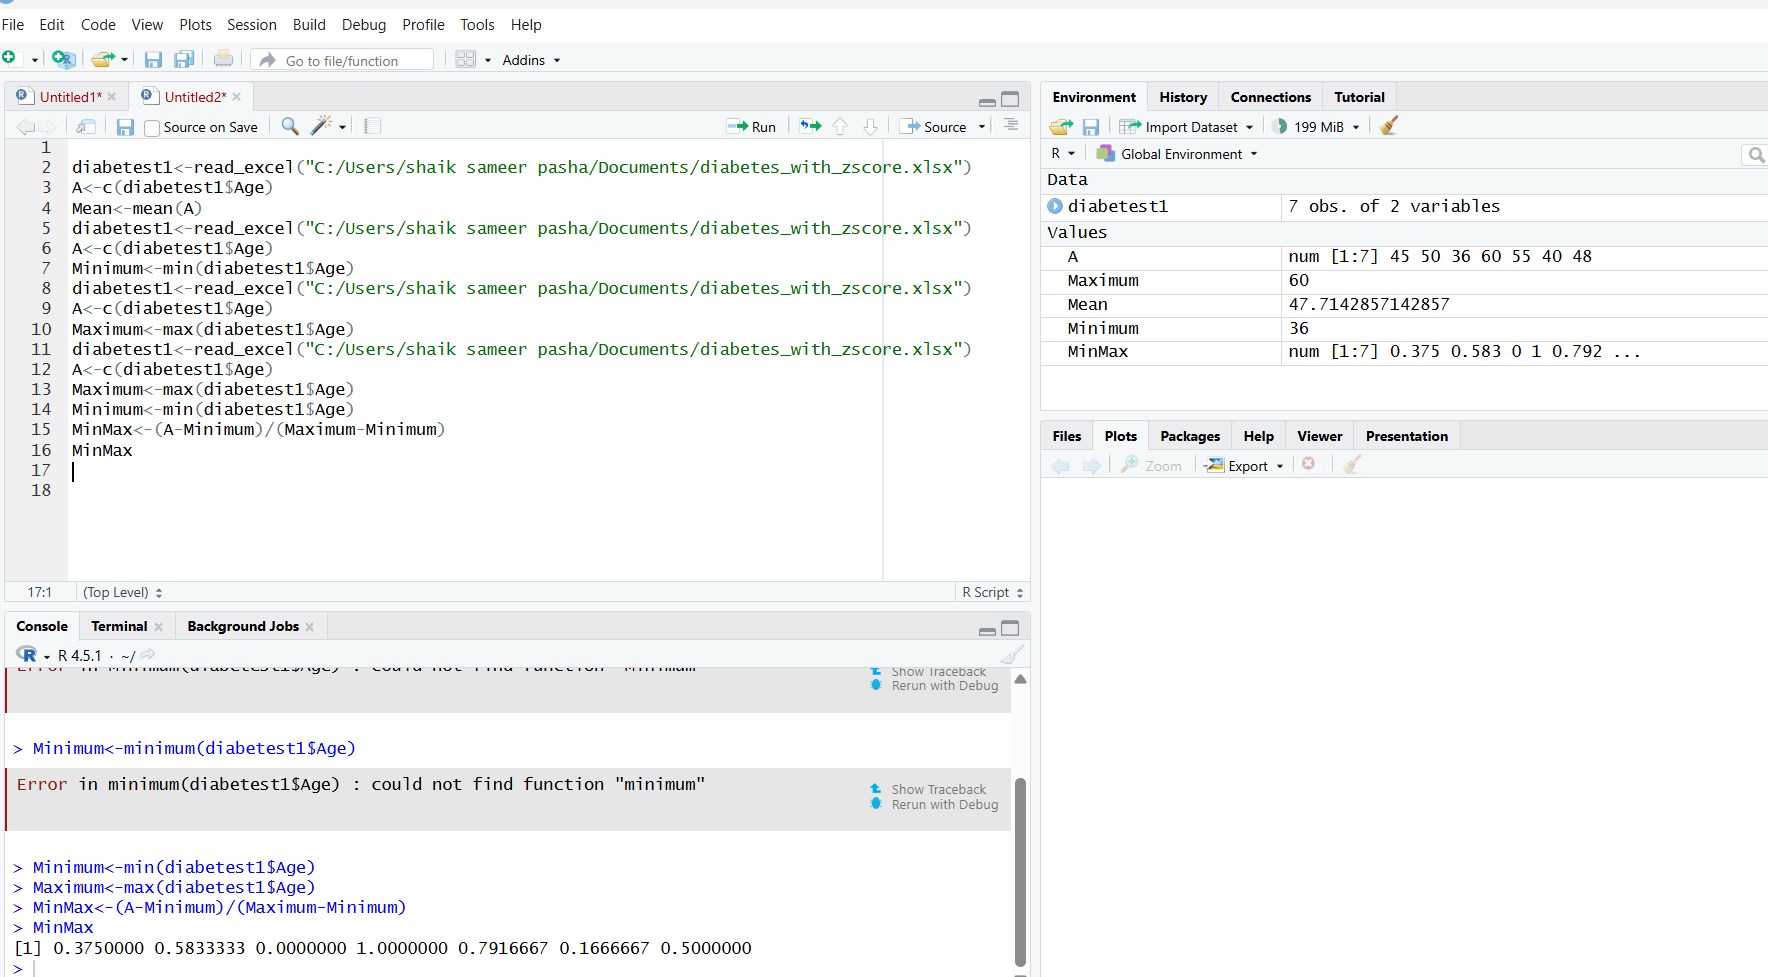 File Edit Code View Plots Session Build Debug Profile Tools Help
Go to file/function Addins
Untitled1* Untitled2*
Source on Save Run Source
1
2 diabetest1<-read_excel("C:/Users/shaik sameer pasha/Documents/diabetes_with_zscore.xlsx")
3 A<-c(diabetest1$Age)
4 Mean<-mean(A)
5 diabetest1<-read_excel("C:/Users/shaik sameer pasha/Documents/diabetes_with_zscore.xlsx")
6 A<-c(diabetest1$Age)
7 Minimum<-min(diabetest1$Age)
8 diabetest1<-read_excel("C:/Users/shaik sameer pasha/Documents/diabetes_with_zscore.xlsx")
9 A<-c(diabetest1$Age)
10 Maximum<-max(diabetest1$Age)
11 diabetest1<-read_excel("C:/Users/shaik sameer pasha/Documents/diabetes_with_zscore.xlsx")
12 A<-c(diabetest1$Age)
13 Maximum<-max(diabetest1$Age)
14 Minimum<-min(diabetest1$Age)
15 MinMax<-(A-Minimum)/(Maximum-Minimum)
16 MinMax
17
18
17:1 (Top Level) R Script
Console Terminal Background Jobs
R 4.5.1 · ~/
Error in Minimum(diabetest1$Age) : could not find function "Minimum"
Show Traceback
Rerun with Debug
> Minimum<-minimum(diabetest1$Age)
Error in minimum(diabetest1$Age) : could not find function "minimum"
Show Traceback
Rerun with Debug
> Minimum<-min(diabetest1$Age)
> Maximum<-max(diabetest1$Age)
> MinMax<-(A-Minimum)/(Maximum-Minimum)
> MinMax
[1] 0.3750000 0.5833333 0.0000000 1.0000000 0.7916667 0.1666667 0.5000000
>
Environment History Connections Tutorial
Import Dataset 199 MiB
R Global Environment
Data
diabetest1 7 obs. of 2 variables
Values
A num [1:7] 45 50 36 60 55 40 48
Maximum 60
Mean 47.7142857142857
Minimum 36
MinMax num [1:7] 0.375 0.583 0 1 0.792 ...
Files Plots Packages Help Viewer Presentation
Zoom Export